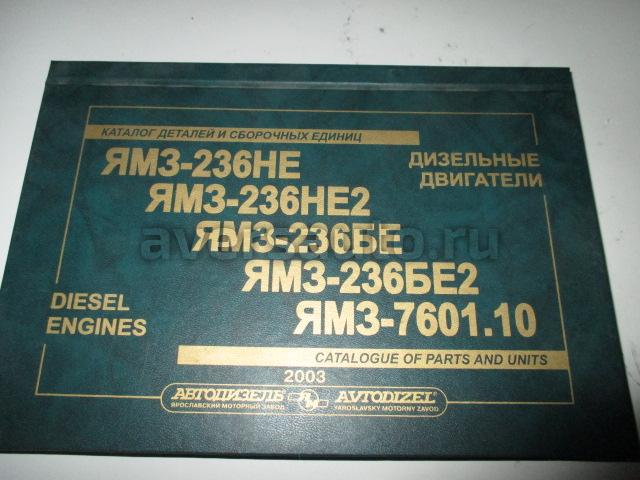 КАТАЛОГ ДЕТАЛЕЙ И СБОРОЧНЫХ ЕДИНИЦ
ЯМЗ-236НЕ
ДИЗЕЛЬНЫЕ
ДВИГАТЕЛИ
ЯМЗ-236НЕ2
ЯМЗ-236БЕ
ЯМЗ-236БЕ2
ЯМЗ-7601.10
DIESEL
ENGINES
CATALOGUE OF PARTS AND UNITS
2003
АВТОДИЗЕЛЬ
ЯРОСЛАВСКИЙ МОТОРНЫЙ ЗАВОД
ЯМ
AVTODIZEL
YAROSLAVSKY MOTORNY ZAVOD